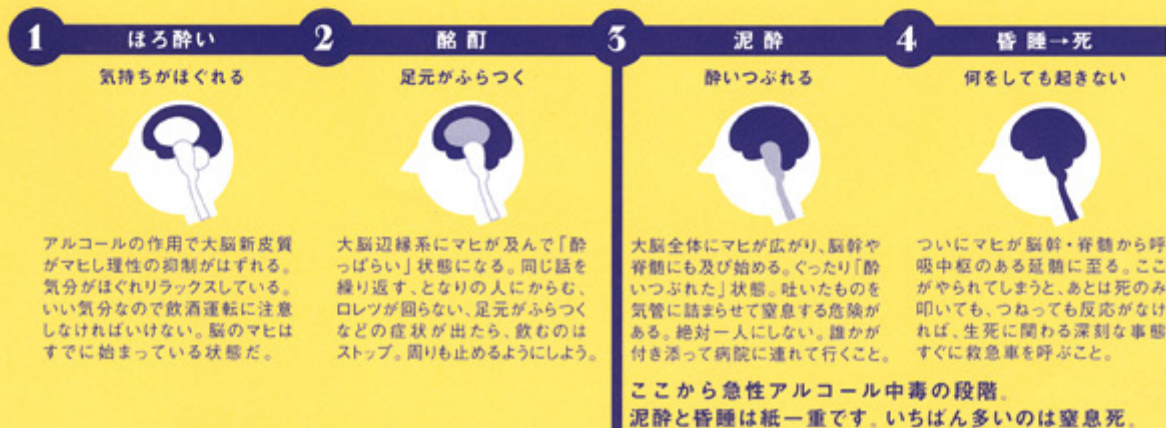 1 ほろ酔い
気持ちがほぐれる
アルコールの作用で大脳新皮質
がマヒし理性の抑制がはずれる。
気分がほぐれリラックスしている。
いい気分なので飲酒運転に注意
しなければいけない。脳のマヒは
すでに始まっている状態だ。
2 酩酊
足元がふらつく
大脳辺縁系にマヒが及んで「酔
っぱらい」状態になる。同じ話を
繰り返す、となりの人にからむ、
ロレツが回らない、足元がふらつく
などの症状が出たら、飲むのは
ストップ。周りも止めるようにしよう。
3 泥酔
酔いつぶれる
大脳全体にマヒが広がり、脳幹や
脊髄にも及び始める。ぐったり「酔
いつぶれた」状態。吐いたものを
気管に詰まらせて窒息する危険が
ある。絶対一人にしない。誰かが
付き添って病院に連れて行くこと。
4 昏睡→死
何をしても起きない
ついにマヒが脳幹・脊髄から呼
吸中枢のある延髄に至る。ここ
がやられてしまうと、あとは死のみ
叩いても、つねっても反応がなけ
れば、生死に関わる深刻な事態
すぐに救急車を呼ぶこと。
ここから急性アルコール中毒の段階。
泥酔と昏睡は紙一重です。いちばん多いのは窒息死。